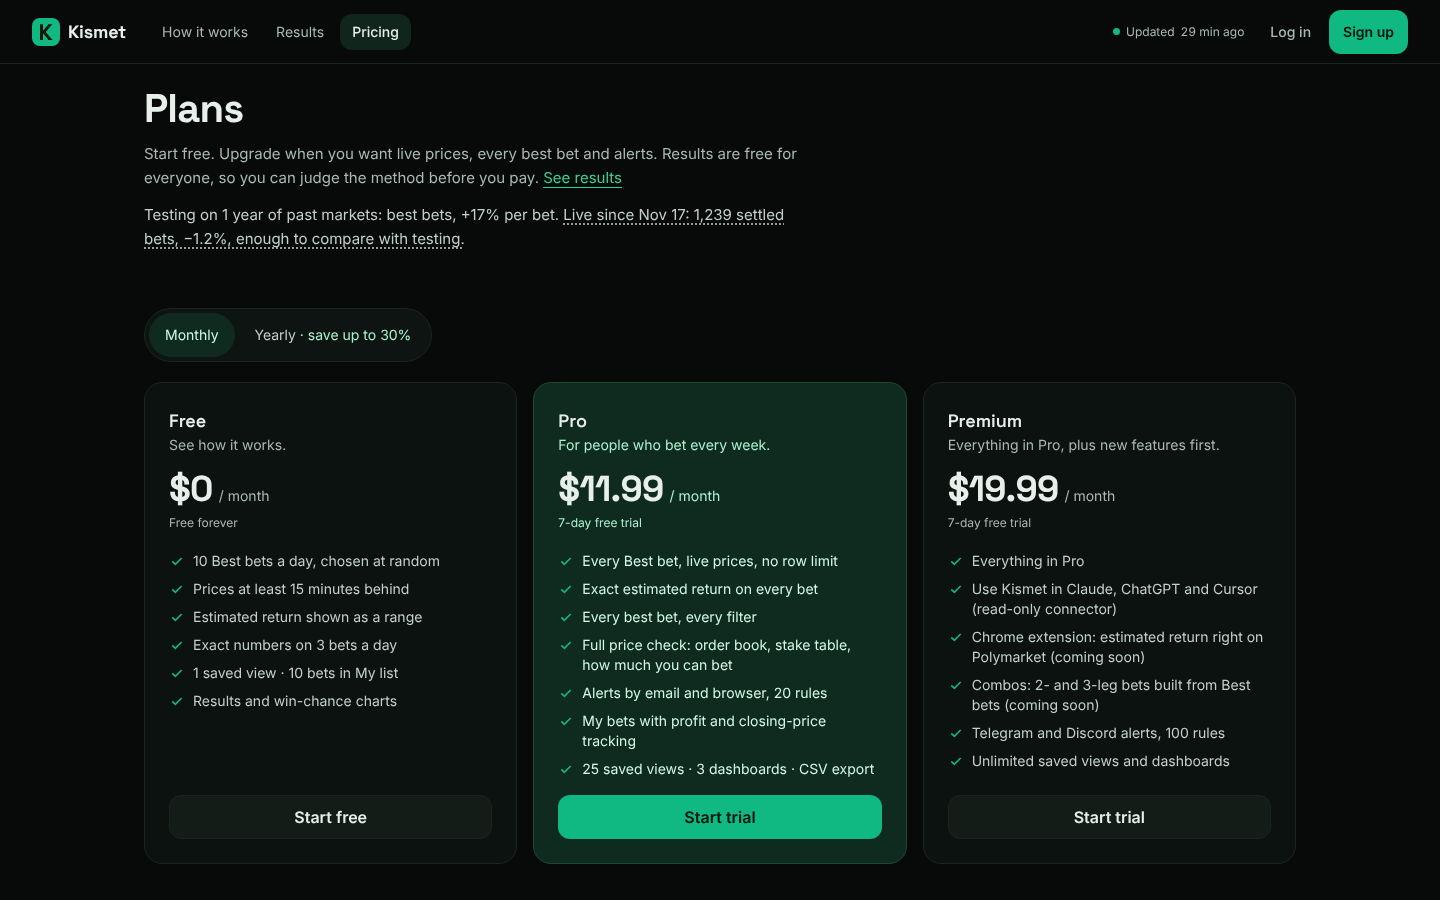 K Kismet How it works Results Pricing Updated 29 min ago Log in Sign up
Plans
Start free. Upgrade when you want live prices, every best bet and alerts. Results are free for
everyone, so you can judge the method before you pay. See results
Testing on 1 year of past markets: best bets, +17% per bet. Live since Nov 17: 1,239 settled
bets, −1.2%, enough to compare with testing.
Monthly Yearly · save up to 30%
Free
See how it works.
$0 / month
Free forever
10 Best bets a day, chosen at random
Prices at least 15 minutes behind
Estimated return shown as a range
Exact numbers on 3 bets a day
1 saved view · 10 bets in My list
Results and win-chance charts
Start free
Pro
For people who bet every week.
$11.99 / month
7-day free trial
Every Best bet, live prices, no row limit
Exact estimated return on every bet
Every best bet, every filter
Full price check: order book, stake table,
how much you can bet
Alerts by email and browser, 20 rules
My bets with profit and closing-price
tracking
25 saved views · 3 dashboards · CSV export
Start trial
Premium
Everything in Pro, plus new features first.
$19.99 / month
7-day free trial
Everything in Pro
Use Kismet in Claude, ChatGPT and Cursor
(read-only connector)
Chrome extension: estimated return right on
Polymarket (coming soon)
Combos: 2- and 3-leg bets built from Best
bets (coming soon)
Telegram and Discord alerts, 100 rules
Unlimited saved views and dashboards
Start trial